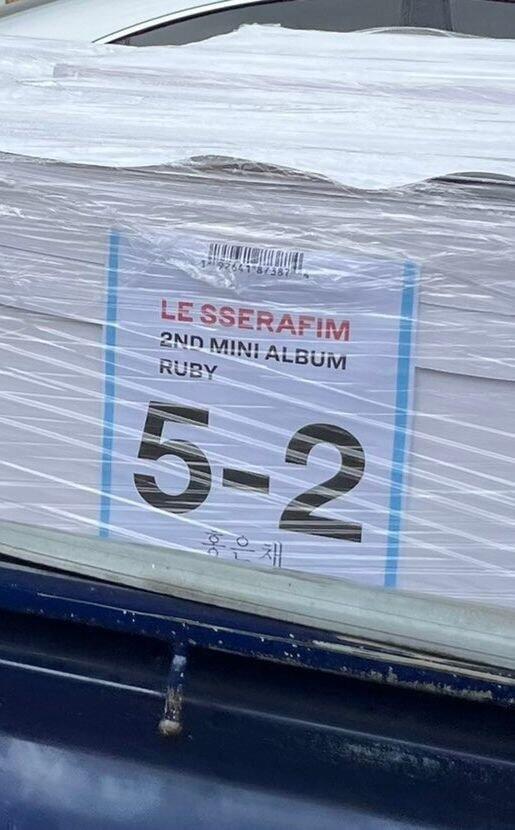 LE SSERAFIM
2ND MINI ALBUM
RUBY
5-2
홍은채